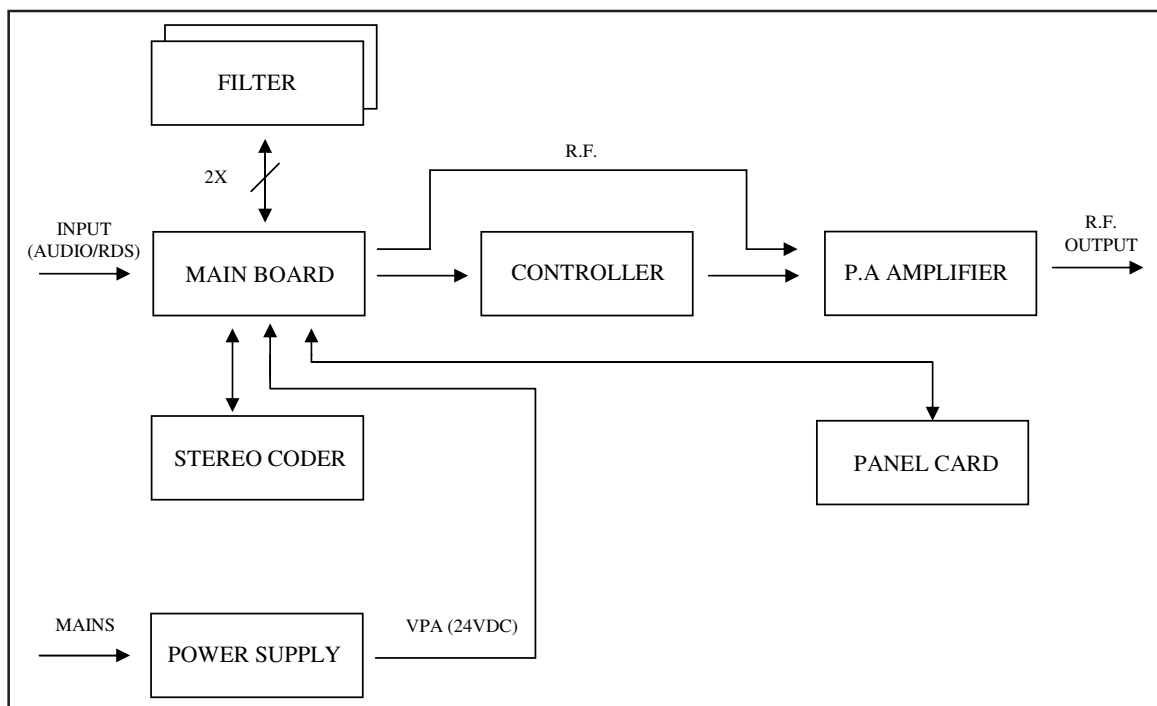 FILTER
R.F.
2X
INPUT
(AUDIO/RDS)
MAIN BOARD
CONTROLLER
P.A AMPLIFIER
R.F.
OUTPUT
STEREO CODER
PANEL CARD
MAINS
POWER SUPPLY
VPA (24VDC)